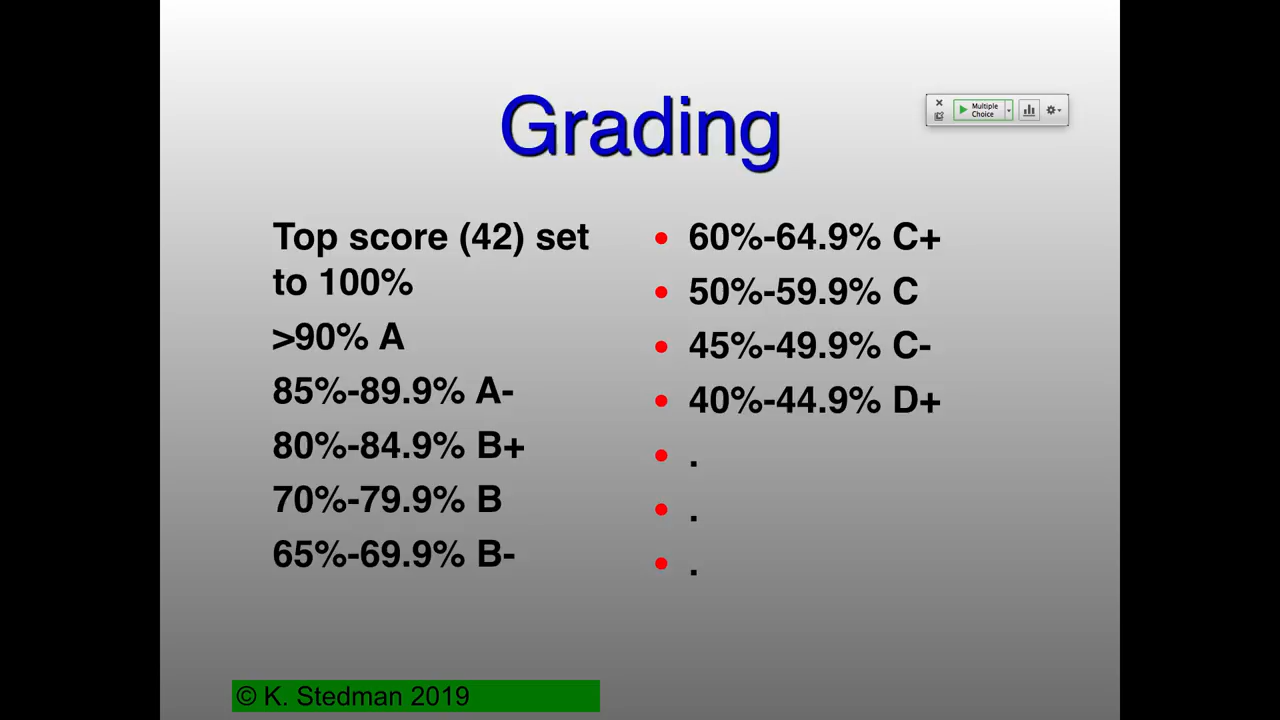 Grading
Multiple
Choice
Top score (42) set
to 100%
>90% A
85%-89.9% A-
80%-84.9% B+
70%-79.9% B
65%-69.9% B-
• 60%-64.9% C+
• 50%-59.9% C
• 45%-49.9% C-
• 40%-44.9% D+
• .
• .
• .
© K. Stedman 2019